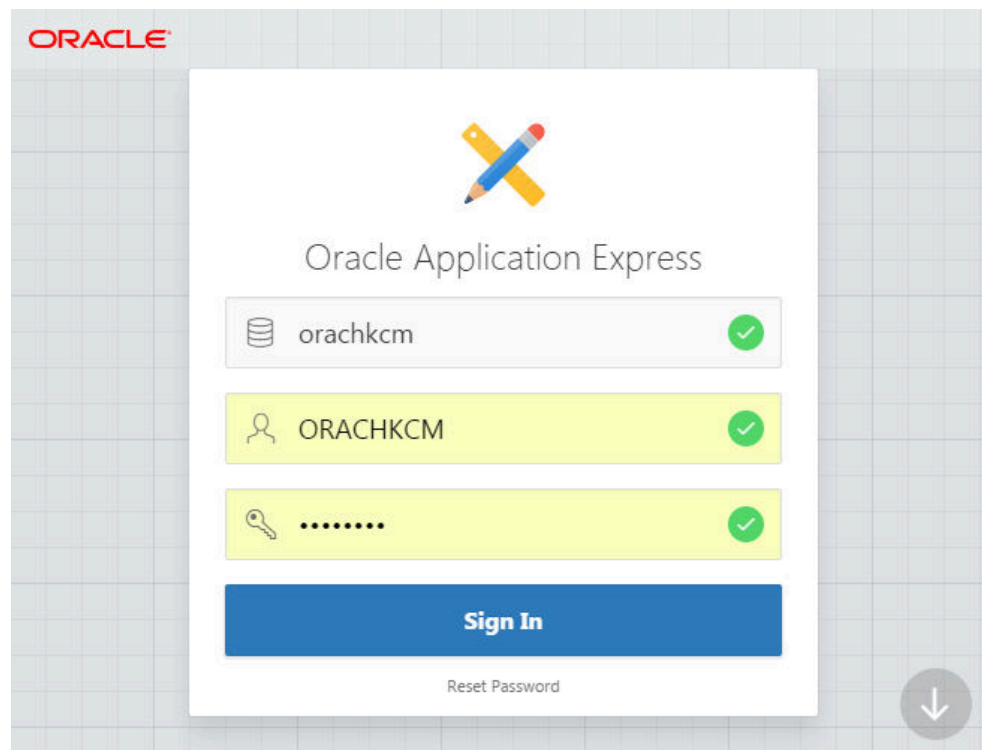 ORACLE
Oracle Application Express
orachkcm
ORACHKCM
••••••••
Sign In
Reset Password